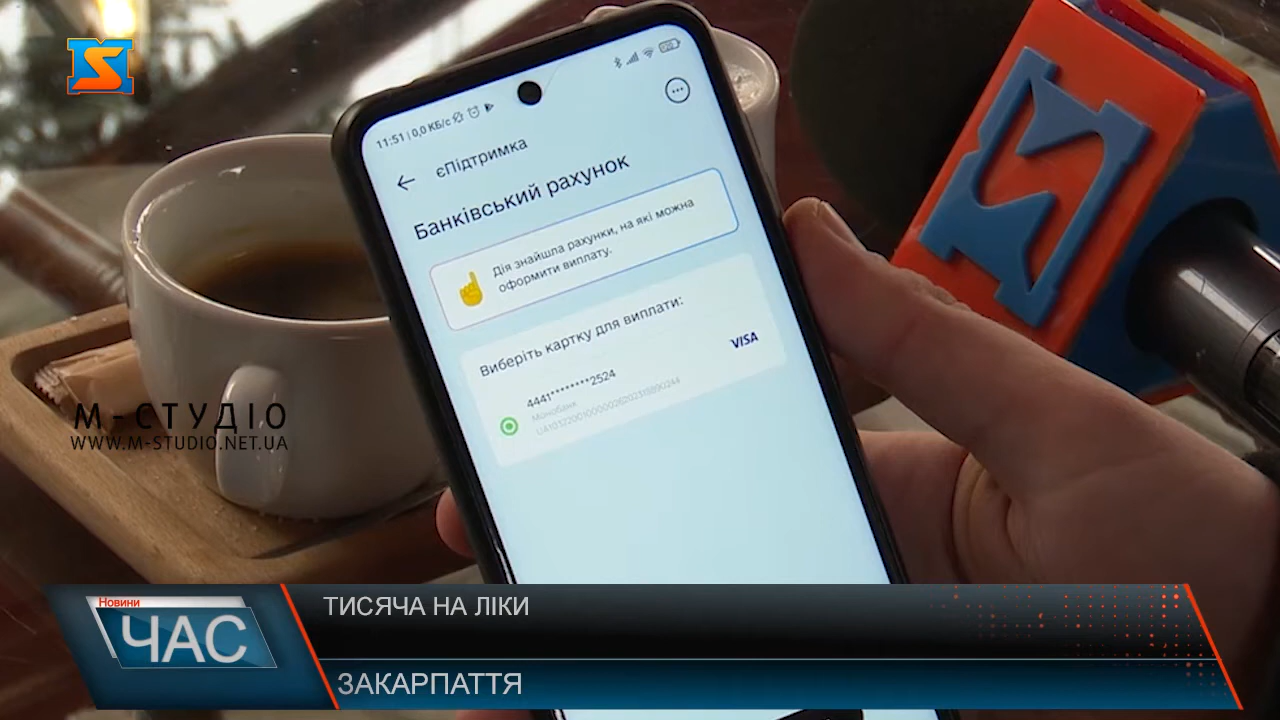 11:51 | 0,0 КБ/с
єПідтримка
Банківський рахунок
Дія знайшла рахунки, на які можна
оформити виплату.
Виберіть картку для виплати:
4441********2524
VISA
Монобанк
М-СТУДІО
WWW.M-STUDIO.NET.UA
Новини
ЧАС
ТИСЯЧА НА ЛІКИ
ЗАКАРПАТТЯ